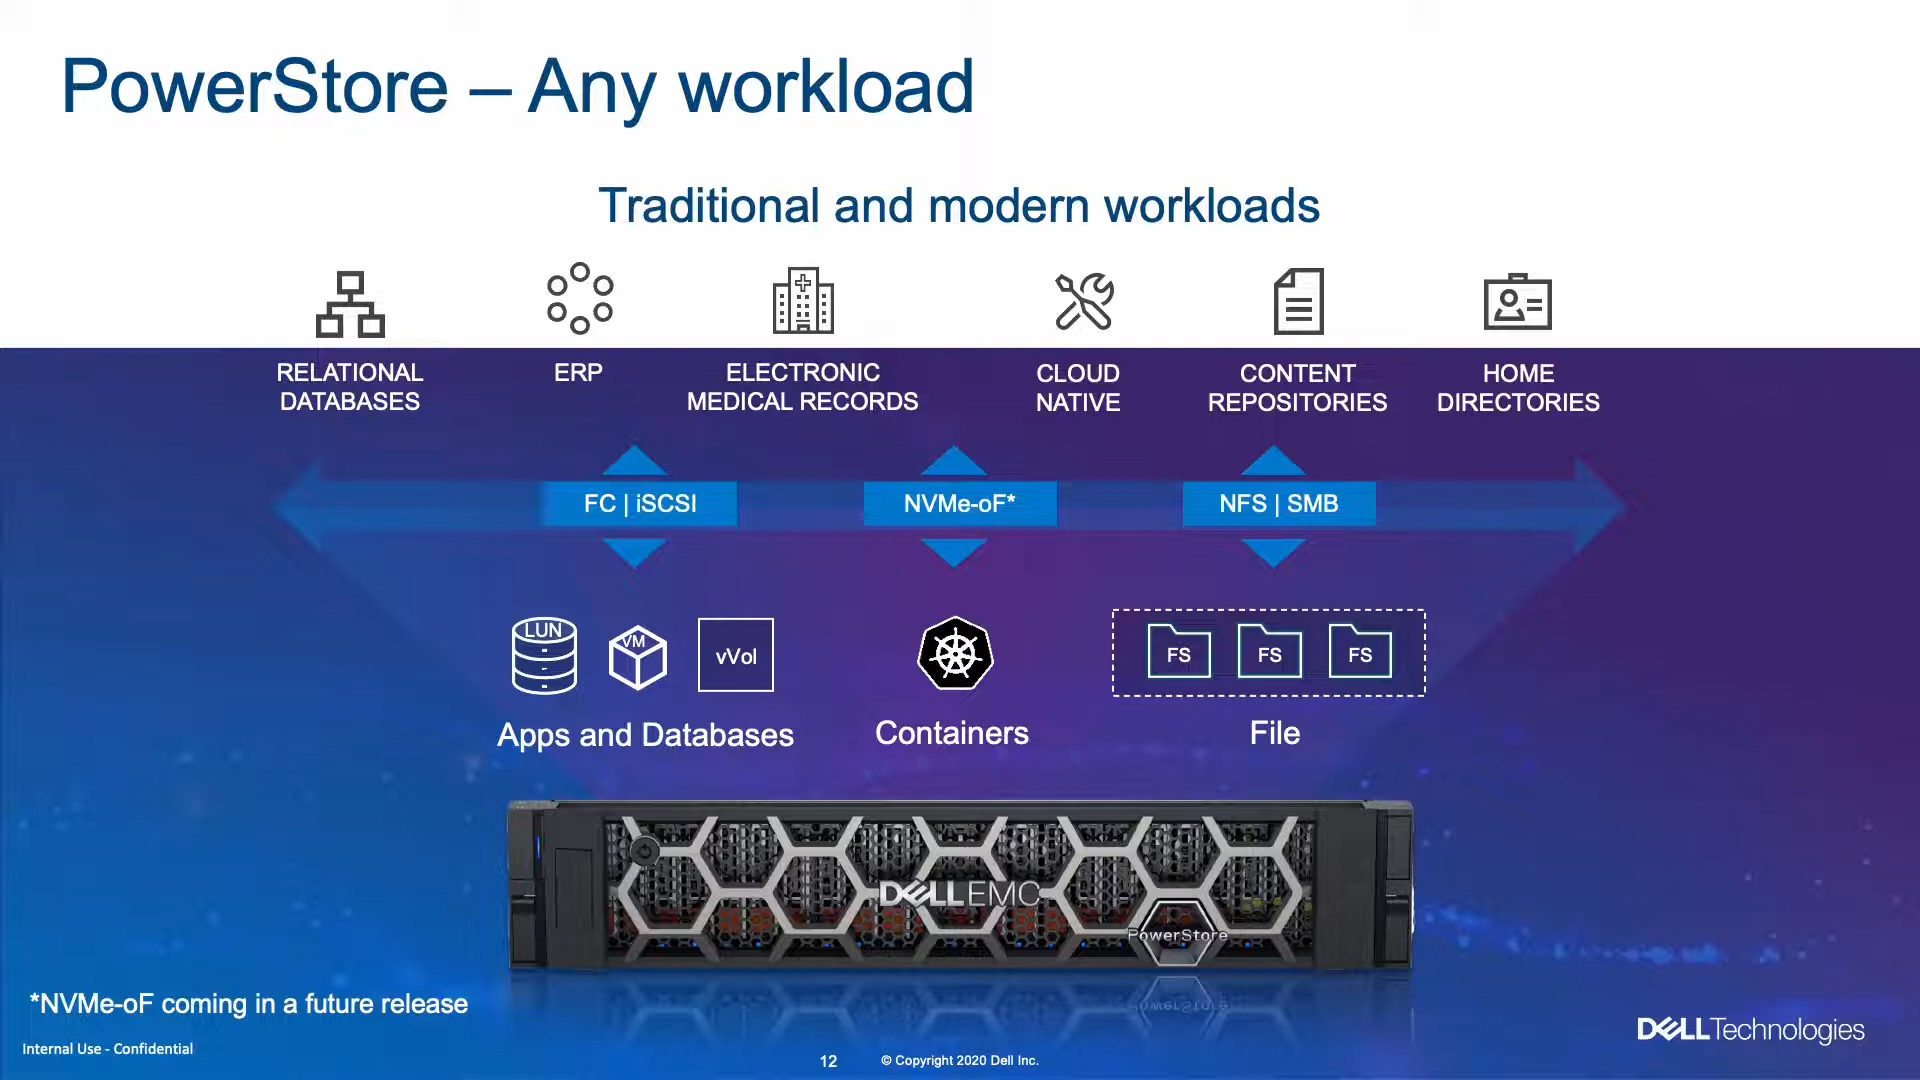 PowerStore – Any workload
Traditional and modern workloads
RELATIONAL
DATABASES
ERP
ELECTRONIC
MEDICAL RECORDS
CLOUD
NATIVE
CONTENT
REPOSITORIES
HOME
DIRECTORIES
FC | iSCSI
NVMe-oF*
NFS | SMB
LUN
VM
vVol
FS
FS
FS
Apps and Databases
Containers
File
DELLEMC
PowerStore
*NVMe-oF coming in a future release
Internal Use - Confidential
12
© Copyright 2020 Dell Inc.
DELLTechnologies